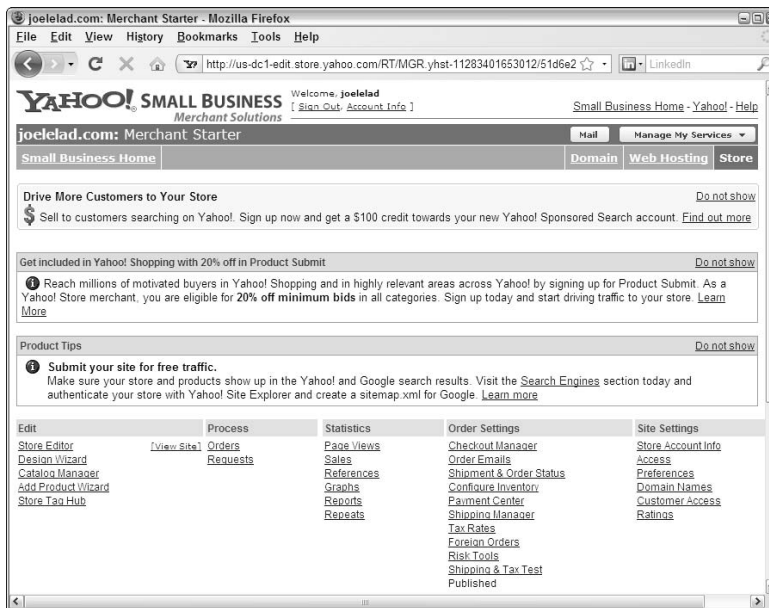 joelelad.com: Merchant Starter - Mozilla Firefox
File Edit View History Bookmarks Tools Help
http://us-dc1-edit.store.yahoo.com/RT/MGR.yhst-11283401653012/51d6e2 LinkedIn
YAHOO! SMALL BUSINESS
Merchant Solutions
Welcome, joelelad
[ Sign Out, Account Info ]
Small Business Home - Yahoo! - Help
joelelad.com: Merchant Starter Mail Manage My Services
Small Business Home Domain Web Hosting Store
Drive More Customers to Your Store Do not show
$ Sell to customers searching on Yahoo!. Sign up now and get a $100 credit towards your new Yahoo! Sponsored Search account. Find out more
Get included in Yahoo! Shopping with 20% off in Product Submit Do not show
Reach millions of motivated buyers in Yahoo! Shopping and in highly relevant areas across Yahoo! by signing up for Product Submit. As a
Yahoo! Store merchant, you are eligible for 20% off minimum bids in all categories. Sign up today and start driving traffic to your store. Learn
More
Product Tips Do not show
Submit your site for free traffic.
Make sure your store and products show up in the Yahoo! and Google search results. Visit the Search Engines section today and
authenticate your store with Yahoo! Site Explorer and create a sitemap.xml for Google. Learn more
Edit Process Statistics Order Settings Site Settings
Store Editor [View Site] Orders Page Views Checkout Manager Store Account Info
Design Wizard Requests Sales Order Emails Access
Catalog Manager References Shipment & Order Status Preferences
Add Product Wizard Graphs Configure Inventory Domain Names
Store Tag Hub Reports Payment Center Customer Access
Repeats Shipping Manager Ratings
Tax Rates
Foreign Orders
Risk Tools
Shipping & Tax Test
Published